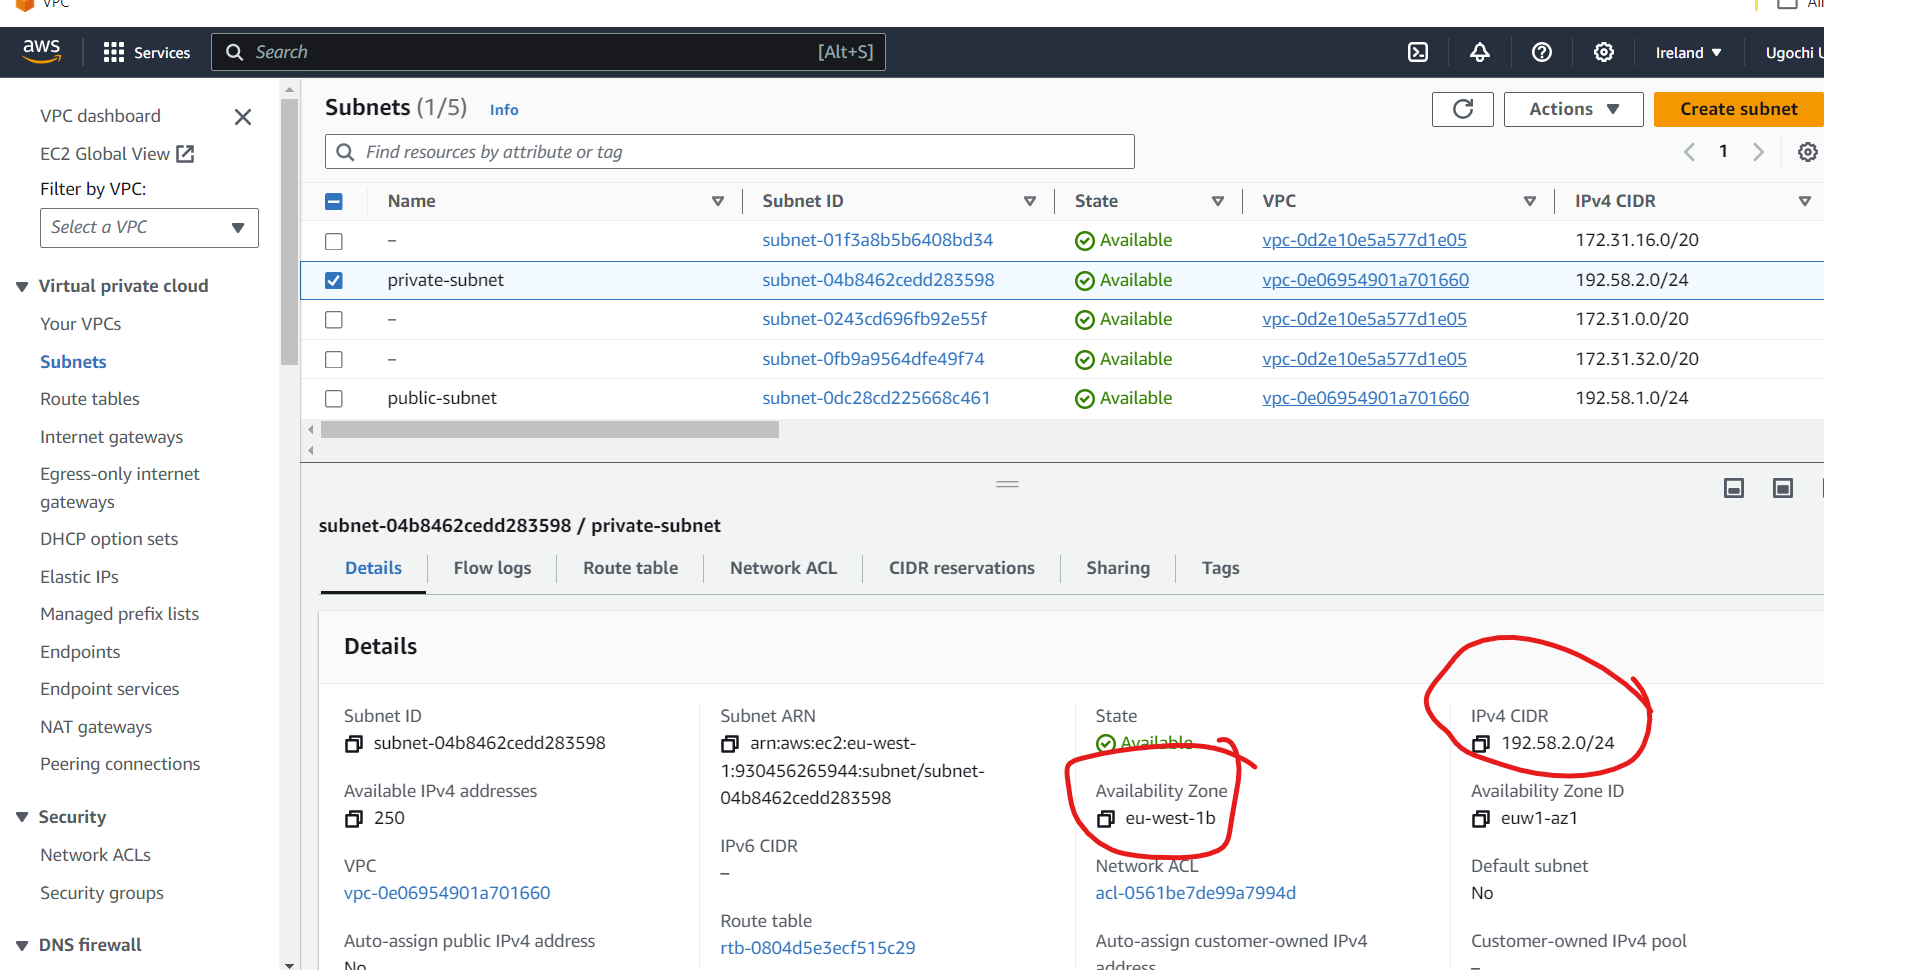 VPC
All
aws
Services
Search
[Alt+S]
Ireland
Ugochi U
VPC dashboard
EC2 Global View
Filter by VPC:
Select a VPC
Virtual private cloud
Your VPCs
Subnets
Route tables
Internet gateways
Egress-only internet
gateways
DHCP option sets
Elastic IPs
Managed prefix lists
Endpoints
Endpoint services
NAT gateways
Peering connections
Security
Network ACLs
Security groups
DNS firewall
Subnets (1/5) Info
Actions
Create subnet
Find resources by attribute or tag
1
Name Subnet ID State VPC IPv4 CIDR
– subnet-01f3a8b5b6408bd34 Available vpc-0d2e10e5a577d1e05 172.31.16.0/20
private-subnet subnet-04b8462cedd283598 Available vpc-0e06954901a701660 192.58.2.0/24
– subnet-0243cd696fb92e55f Available vpc-0d2e10e5a577d1e05 172.31.0.0/20
– subnet-0fb9a9564dfe49f74 Available vpc-0d2e10e5a577d1e05 172.31.32.0/20
public-subnet subnet-0dc28cd225668c461 Available vpc-0e06954901a701660 192.58.1.0/24
subnet-04b8462cedd283598 / private-subnet
Details Flow logs Route table Network ACL CIDR reservations Sharing Tags
Details
Subnet ID
subnet-04b8462cedd283598
Available IPv4 addresses
250
VPC
vpc-0e06954901a701660
Auto-assign public IPv4 address
No
Subnet ARN
arn:aws:ec2:eu-west-
1:930456265944:subnet/subnet-
04b8462cedd283598
IPv6 CIDR
–
Route table
rtb-0804d5e3ecf515c29
State
Available
Availability Zone
eu-west-1b
Network ACL
acl-0561be7de99a7994d
Auto-assign customer-owned IPv4
address
IPv4 CIDR
192.58.2.0/24
Availability Zone ID
euw1-az1
Default subnet
No
Customer-owned IPv4 pool
–